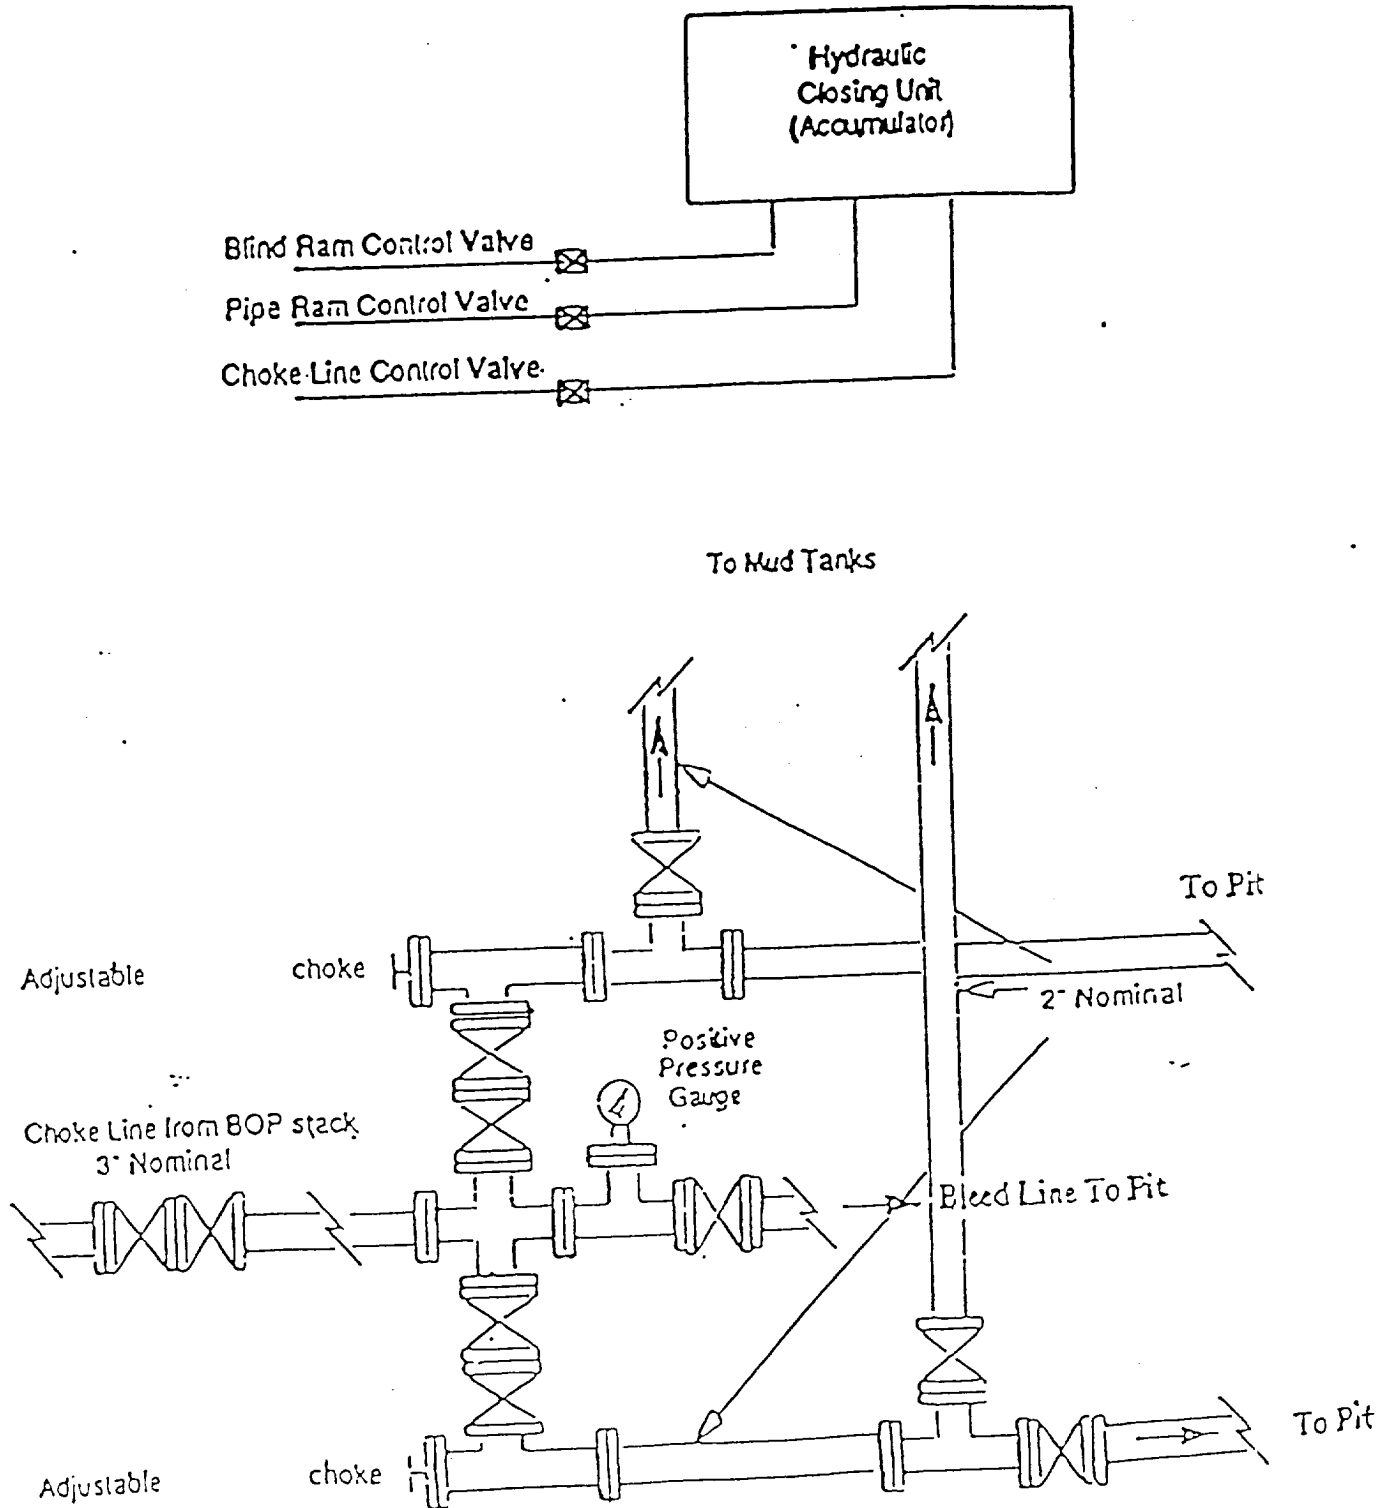 Hydraulic
Closing Unit
(Accumulator)
Blind Ram Control Valve
Pipe Ram Control Valve
Choke Line Control Valve
To Mud Tanks
To Pit
Adjustable choke
2" Nominal
Positive
Pressure
Gauge
Choke Line from BOP stack
3" Nominal
Bleed Line To Pit
To Pit
Adjustable choke